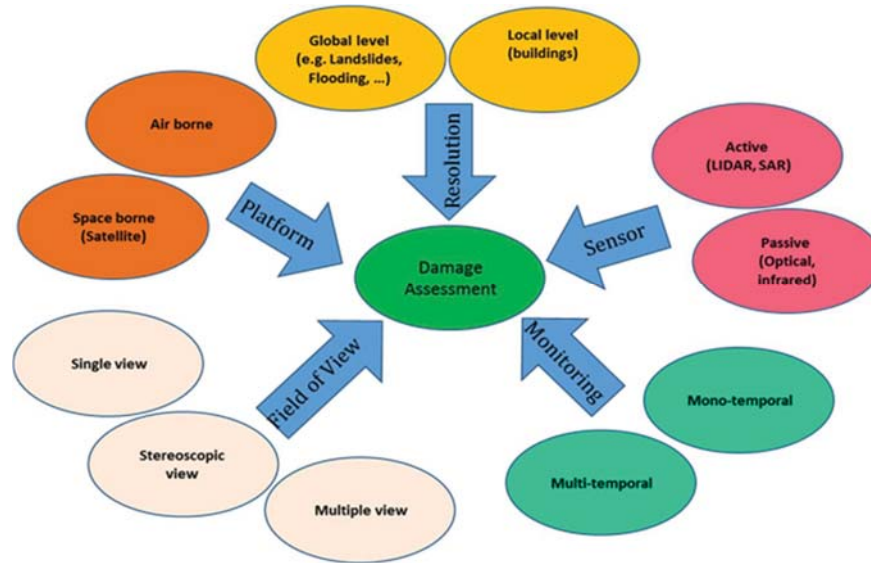 Global level
(e.g. Landslides,
Flooding, ...)
Local level
(buildings)
Air borne
Space borne
(Satellite)
Platform
Resolution
Active
(LIDAR, SAR)
Passive
(Optical,
infrared)
Sensor
Damage
Assessment
Single view
Stereoscopic
view
Multiple view
Field of View
Monitoring
Mono-temporal
Multi-temporal